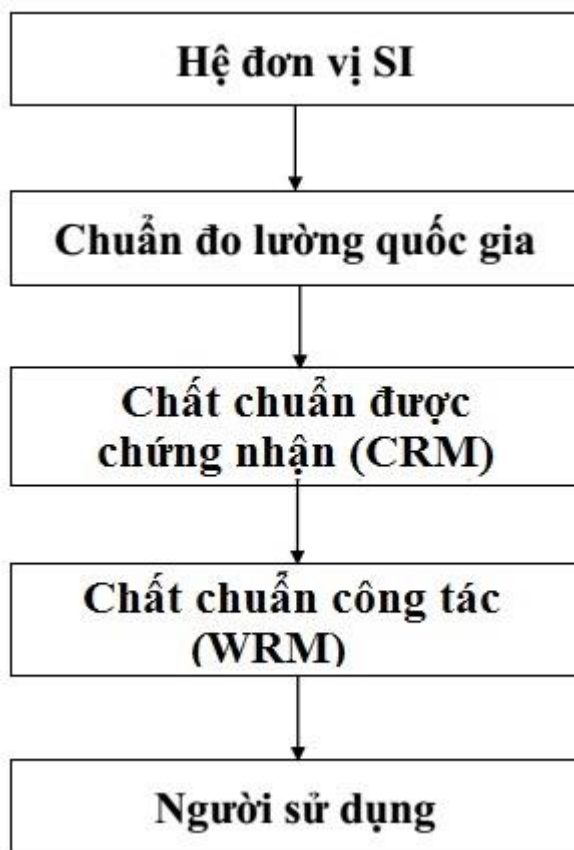 Hệ đơn vị SI
Chuẩn đo lường quốc gia
Chất chuẩn được
chứng nhận (CRM)
Chất chuẩn công tác
(WRM)
Người sử dụng